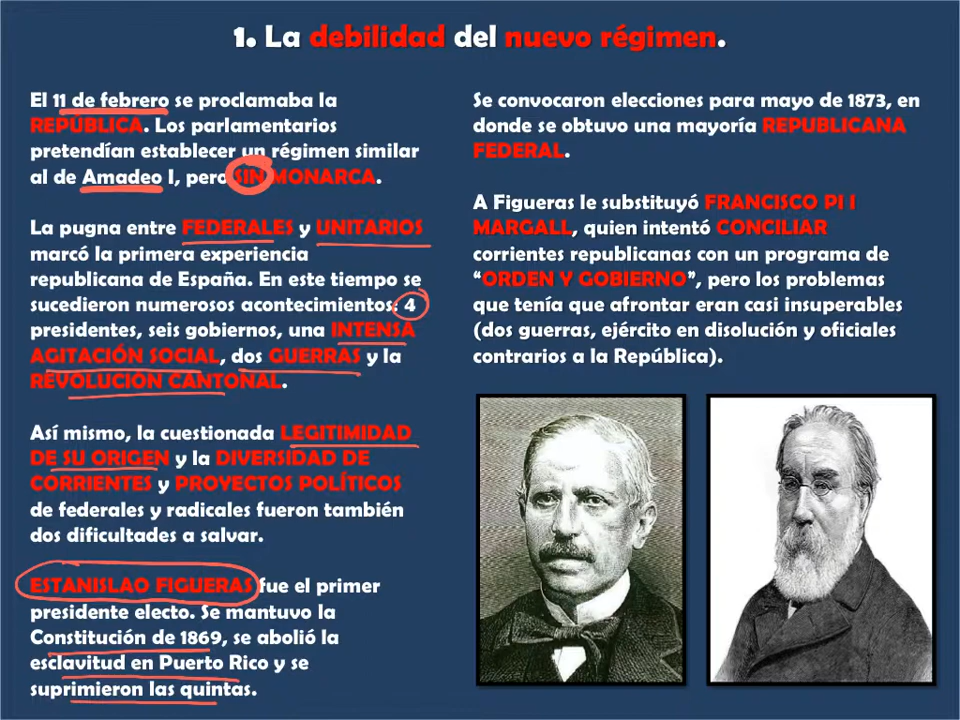 1. La debilidad del nuevo régimen.
El 11 de febrero se proclamaba la
REPÚBLICA. Los parlamentarios
pretendían establecer un régimen similar
al de Amadeo I, pero SIN MONARCA.
La pugna entre FEDERALES y UNITARIOS
marcó la primera experiencia
republicana de España. En este tiempo se
sucedieron numerosos acontecimientos: 4
presidentes, seis gobiernos, una INTENSA
AGITACIÓN SOCIAL, dos GUERRAS y la
REVOLUCIÓN CANTONAL.
Así mismo, la cuestionada LEGITIMIDAD
DE SU ORIGEN y la DIVERSIDAD DE
CORRIENTES y PROYECTOS POLÍTICOS
de federales y radicales fueron también
dos dificultades a salvar.
ESTANISLAO FIGUERAS fue el primer
presidente electo. Se mantuvo la
Constitución de 1869, se abolió la
esclavitud en Puerto Rico y se
suprimieron las quintas.
Se convocaron elecciones para mayo de 1873, en
donde se obtuvo una mayoría REPUBLICANA
FEDERAL.
A Figueras le substituyó FRANCISCO PI I
MARGALL, quien intentó CONCILIAR
corrientes republicanas con un programa de
“ORDEN Y GOBIERNO”, pero los problemas
que tenía que afrontar eran casi insuperables
(dos guerras, ejército en disolución y oficiales
contrarios a la República).